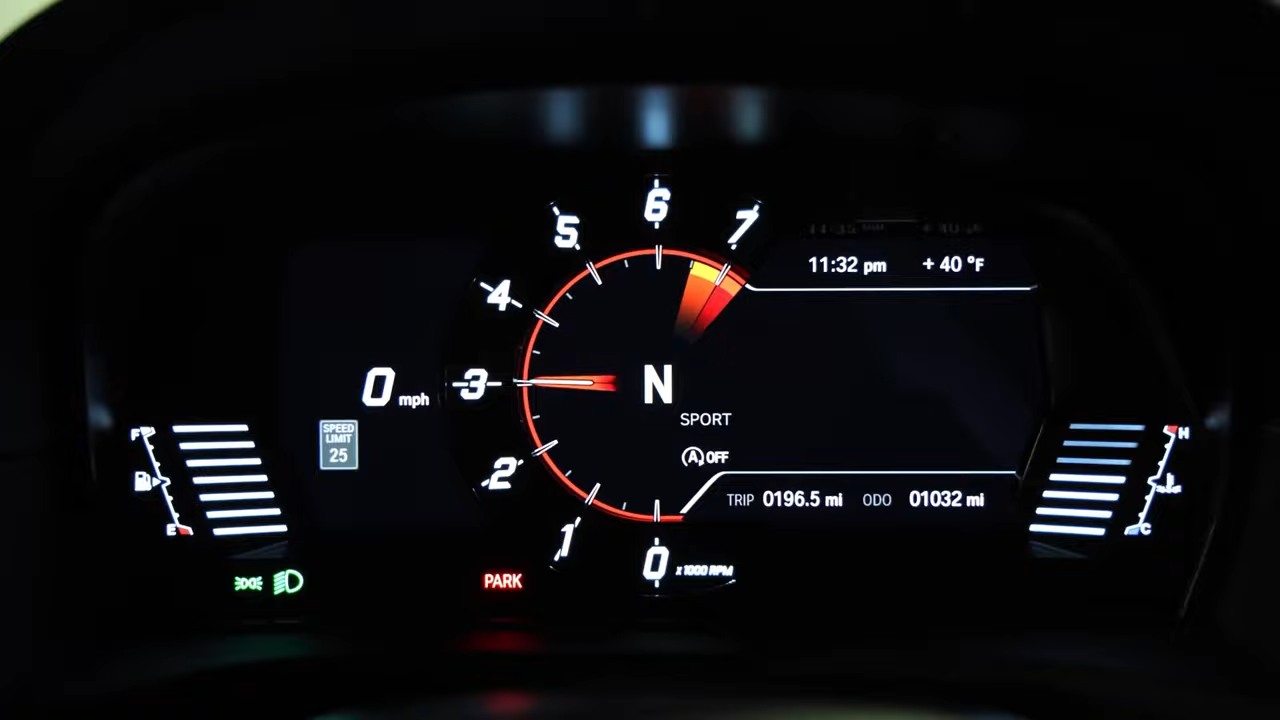 6
5
7
11:32 pm
+ 40 °F
4
N
0 mph
3
SPORT
SPEED
LIMIT
25
F
H
(A) OFF
2
TRIP 0196.5 mi ODO 01032 mi
E
C
1
0 x1000 RPM
PARK